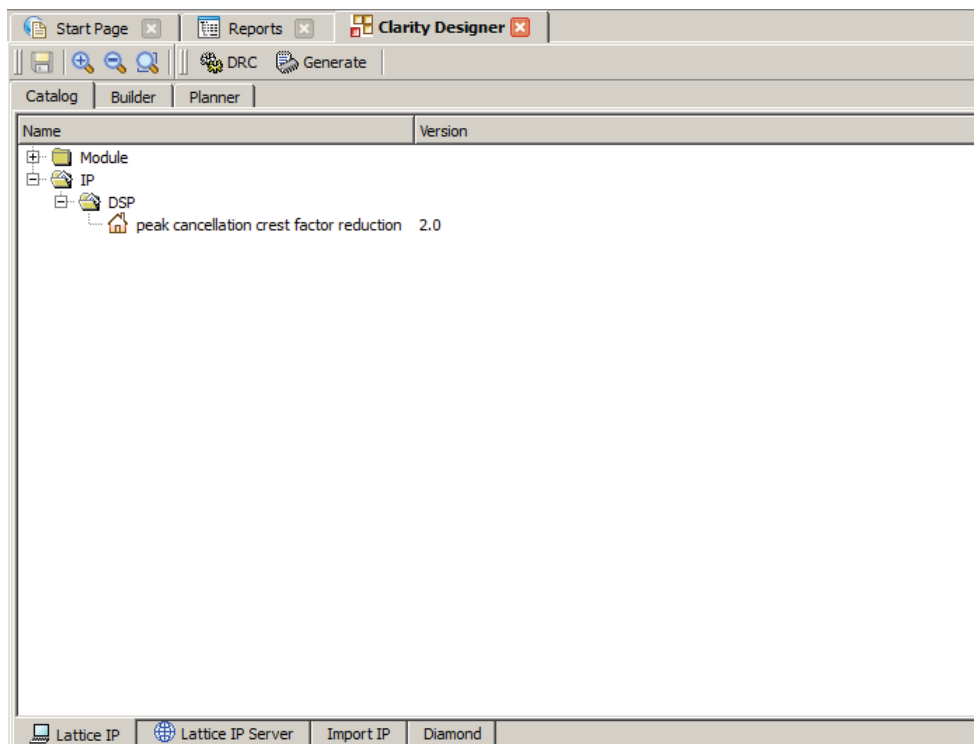 Start Page Reports Clarity Designer
DRC Generate
Catalog Builder Planner
Name Version
Module
IP
DSP
peak cancellation crest factor reduction 2.0
Lattice IP Lattice IP Server Import IP Diamond